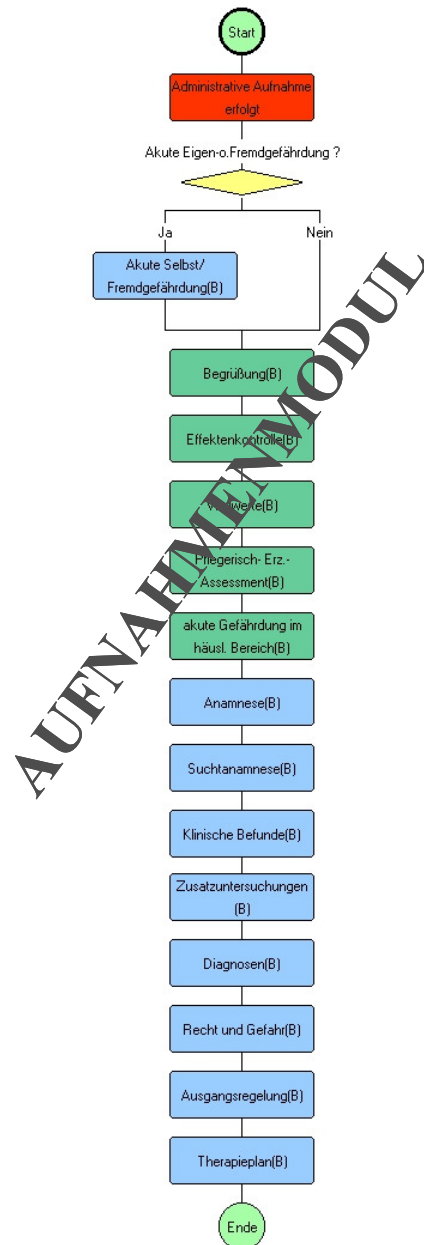 Start
Administrative Aufnahme
erfolgt
Akute Eigen-o.Fremdgefährdung ?
Ja
Nein
Akute Selbst/
Fremdgefährdung(B)
Begrüßung(B)
Effektenkontrolle(B)
Pflegerisch- Erz.-
Assessment(B)
akute Gefährdung im
häusl. Bereich(B)
Anamnese(B)
Suchtanamnese(B)
Klinische Befunde(B)
Zusatzuntersuchungen
(B)
Diagnosen(B)
Recht und Gefahr(B)
Ausgangsregelung(B)
Therapieplan(B)
Ende
AUFNAHMENMODUL